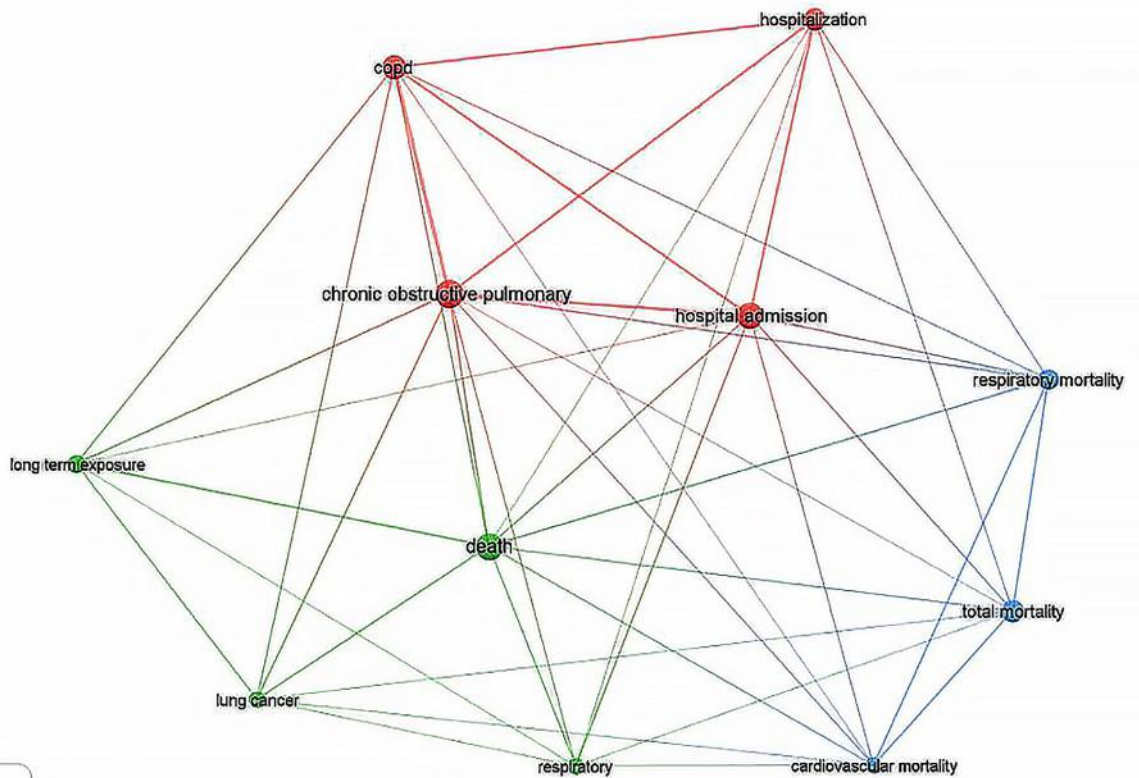 hospitalization
copd
chronic obstructive pulmonary
hospital admission
respiratory mortality
long term exposure
death
total mortality
lung cancer
respiratory
cardiovascular mortality